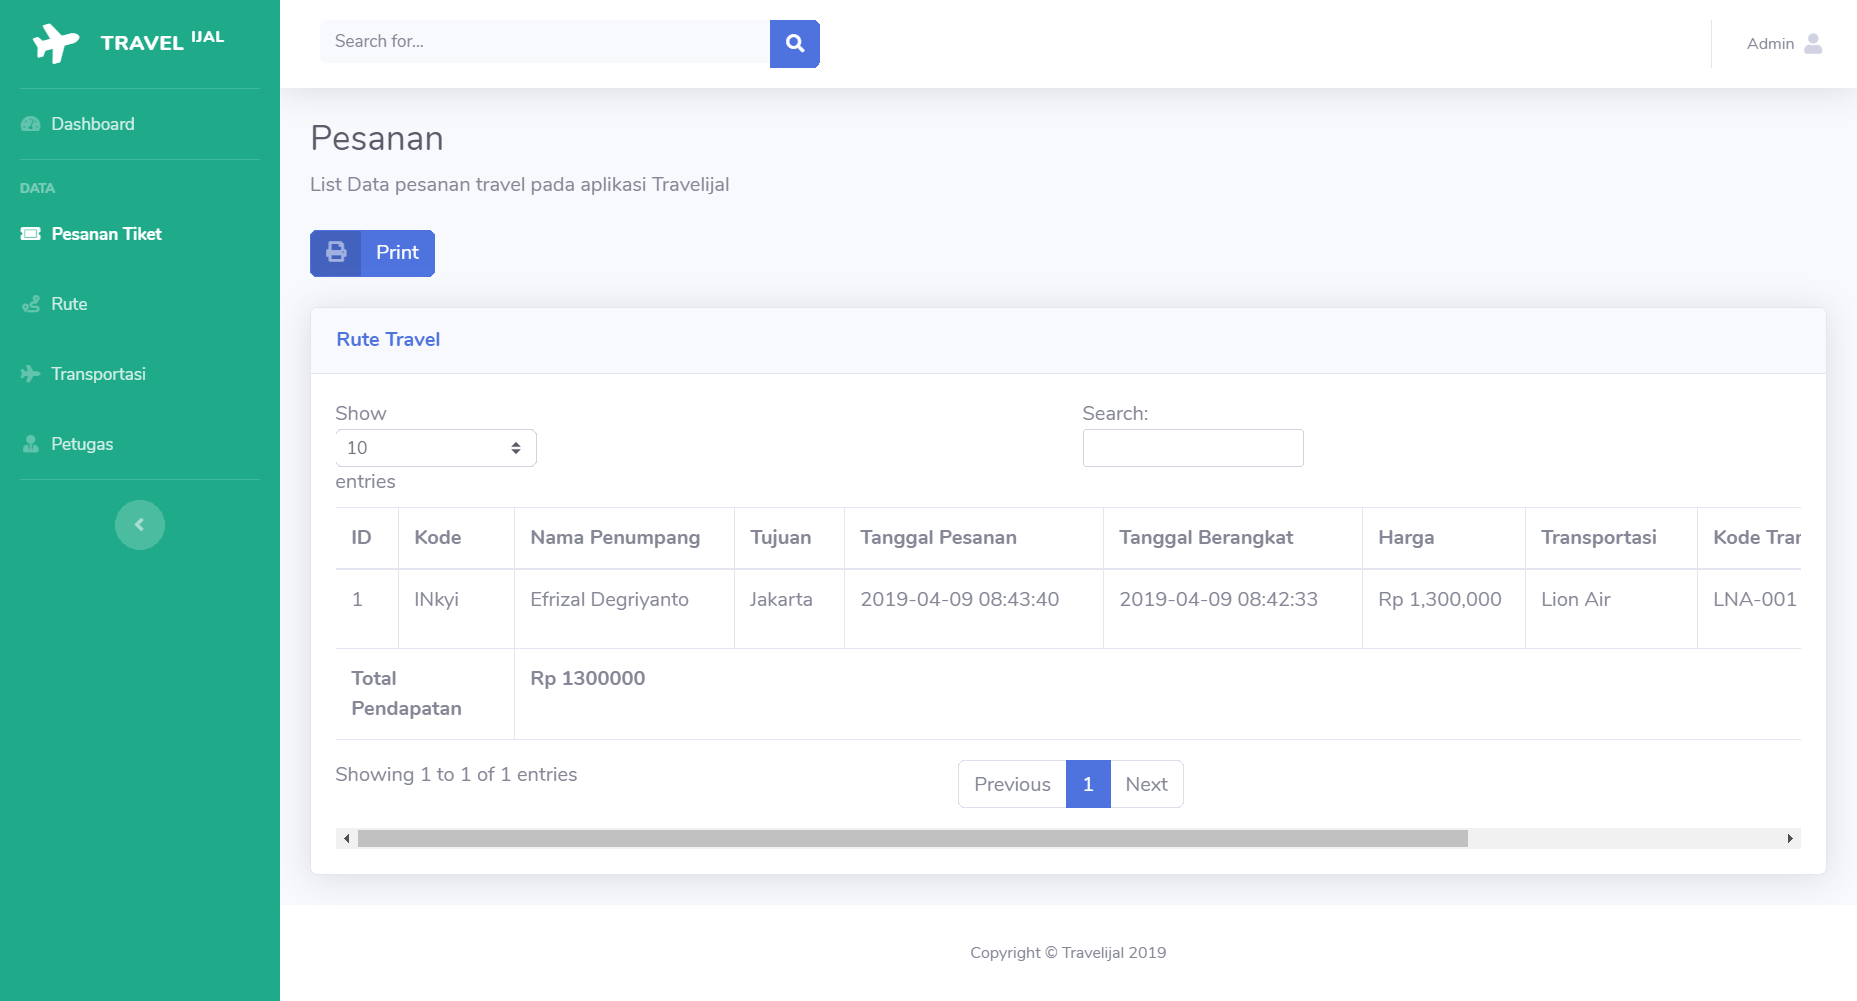 TRAVEL IJAL
Search for...
Admin
Dashboard
DATA
Pesanan Tiket
Rute
Transportasi
Petugas
Pesanan
List Data pesanan travel pada aplikasi Travelijal
Print
Rute Travel
Show
10
entries
Search:
ID Kode Nama Penumpang Tujuan Tanggal Pesanan Tanggal Berangkat Harga Transportasi Kode Tran
1 INkyi Efrizal Degriyanto Jakarta 2019-04-09 08:43:40 2019-04-09 08:42:33 Rp 1,300,000 Lion Air LNA-001
Total Rp 1300000
Pendapatan
Showing 1 to 1 of 1 entries
Previous 1 Next
Copyright © Travelijal 2019